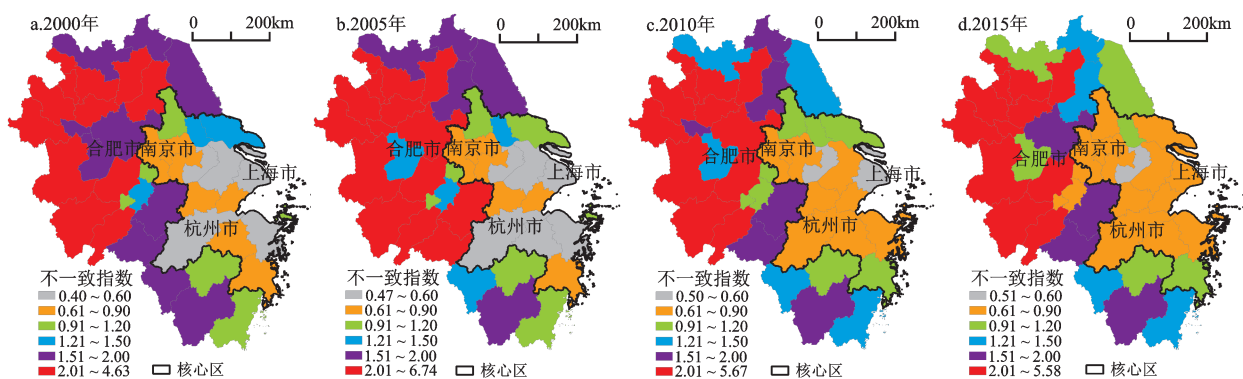 a.2000年
0 200km
合肥市
南京市
上海市
杭州市
不一致指数
0.40～0.60
0.61～0.90
0.91～1.20
1.21～1.50
1.51～2.00
2.01～4.63
核心区
b.2005年
0 200km
合肥市
南京市
上海市
杭州市
不一致指数
0.47～0.60
0.61～0.90
0.91～1.20
1.21～1.50
1.51～2.00
2.01～6.74
核心区
c.2010年
0 200km
合肥市
南京市
上海市
杭州市
不一致指数
0.50～0.60
0.61～0.90
0.91～1.20
1.21～1.50
1.51～2.00
2.01～5.67
核心区
d.2015年
0 200km
合肥市
南京市
上海市
杭州市
不一致指数
0.51～0.60
0.61～0.90
0.91～1.20
1.21～1.50
1.51～2.00
2.01～5.58
核心区